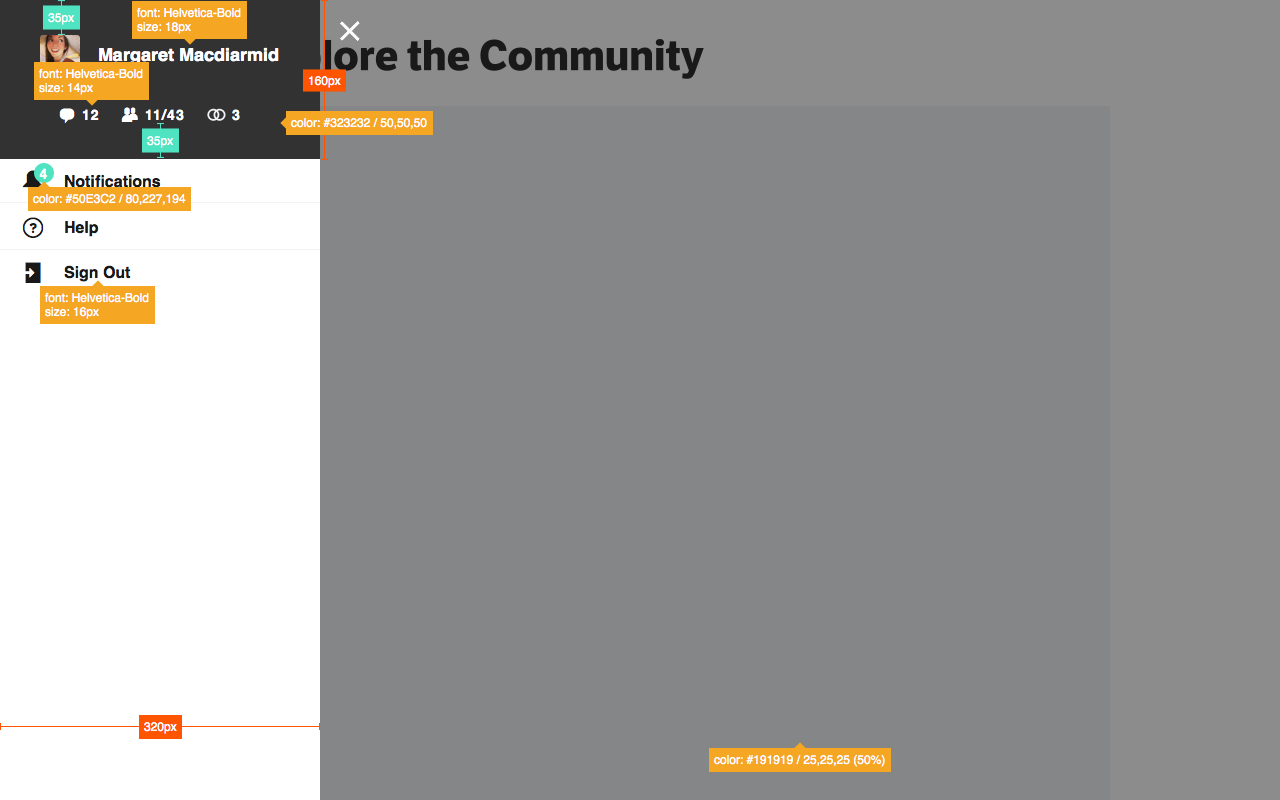 35px
font: Helvetica-Bold
size: 18px
Margaret Macdiarmid
lore the Community
font: Helvetica-Bold
size: 14px
160px
12
11/43
3
color: #323232 / 50,50,50
35px
4
Notifications
color: #50E3C2 / 80,227,194
?
Help
Sign Out
font: Helvetica-Bold
size: 16px
320px
color: #191919 / 25,25,25 (50%)